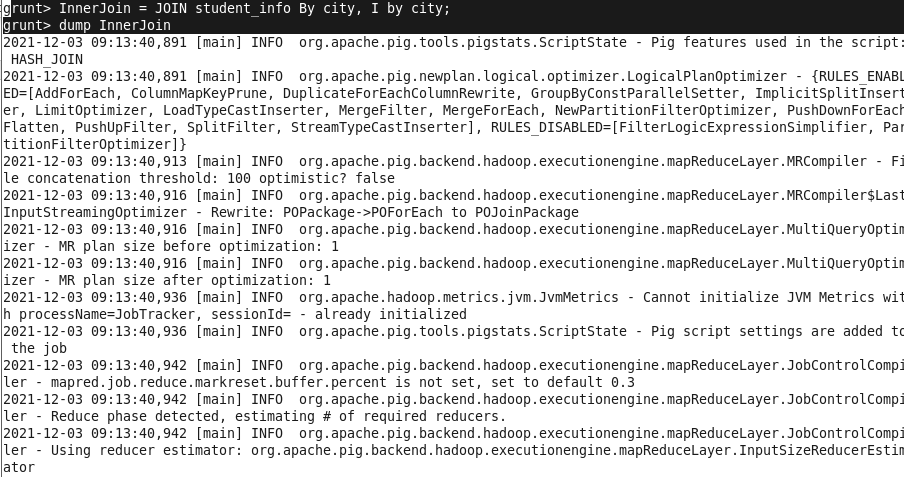 grunt> InnerJoin = JOIN student_info By city, I by city;
grunt> dump InnerJoin
2021-12-03 09:13:40,891 [main] INFO  org.apache.pig.tools.pigstats.ScriptState - Pig features used in the script:
 HASH_JOIN
2021-12-03 09:13:40,891 [main] INFO  org.apache.pig.newplan.logical.optimizer.LogicalPlanOptimizer - {RULES_ENABL
ED=[AddForEach, ColumnMapKeyPrune, DuplicateForEachColumnRewrite, GroupByConstParallelSetter, ImplicitSplitInsert
er, LimitOptimizer, LoadTypeCastInserter, MergeFilter, MergeForEach, NewPartitionFilterOptimizer, PushDownForEach
Flatten, PushUpFilter, SplitFilter, StreamTypeCastInserter], RULES_DISABLED=[FilterLogicExpressionSimplifier, Par
titionFilterOptimizer]}
2021-12-03 09:13:40,913 [main] INFO  org.apache.pig.backend.hadoop.executionengine.mapReduceLayer.MRCompiler - Fi
le concatenation threshold: 100 optimistic? false
2021-12-03 09:13:40,916 [main] INFO  org.apache.pig.backend.hadoop.executionengine.mapReduceLayer.MRCompiler$Last
InputStreamingOptimizer - Rewrite: POPackage->POForEach to POJoinPackage
2021-12-03 09:13:40,916 [main] INFO  org.apache.pig.backend.hadoop.executionengine.mapReduceLayer.MultiQueryOptim
izer - MR plan size before optimization: 1
2021-12-03 09:13:40,916 [main] INFO  org.apache.pig.backend.hadoop.executionengine.mapReduceLayer.MultiQueryOptim
izer - MR plan size after optimization: 1
2021-12-03 09:13:40,936 [main] INFO  org.apache.hadoop.metrics.jvm.JvmMetrics - Cannot initialize JVM Metrics wit
h processName=JobTracker, sessionId= - already initialized
2021-12-03 09:13:40,936 [main] INFO  org.apache.pig.tools.pigstats.ScriptState - Pig script settings are added to
 the job
2021-12-03 09:13:40,942 [main] INFO  org.apache.pig.backend.hadoop.executionengine.mapReduceLayer.JobControlCompi
ler - mapred.job.reduce.markreset.buffer.percent is not set, set to default 0.3
2021-12-03 09:13:40,942 [main] INFO  org.apache.pig.backend.hadoop.executionengine.mapReduceLayer.JobControlCompi
ler - Reduce phase detected, estimating # of required reducers.
2021-12-03 09:13:40,942 [main] INFO  org.apache.pig.backend.hadoop.executionengine.mapReduceLayer.JobControlCompi
ler - Using reducer estimator: org.apache.pig.backend.hadoop.executionengine.mapReduceLayer.InputSizeReducerEstim
ator